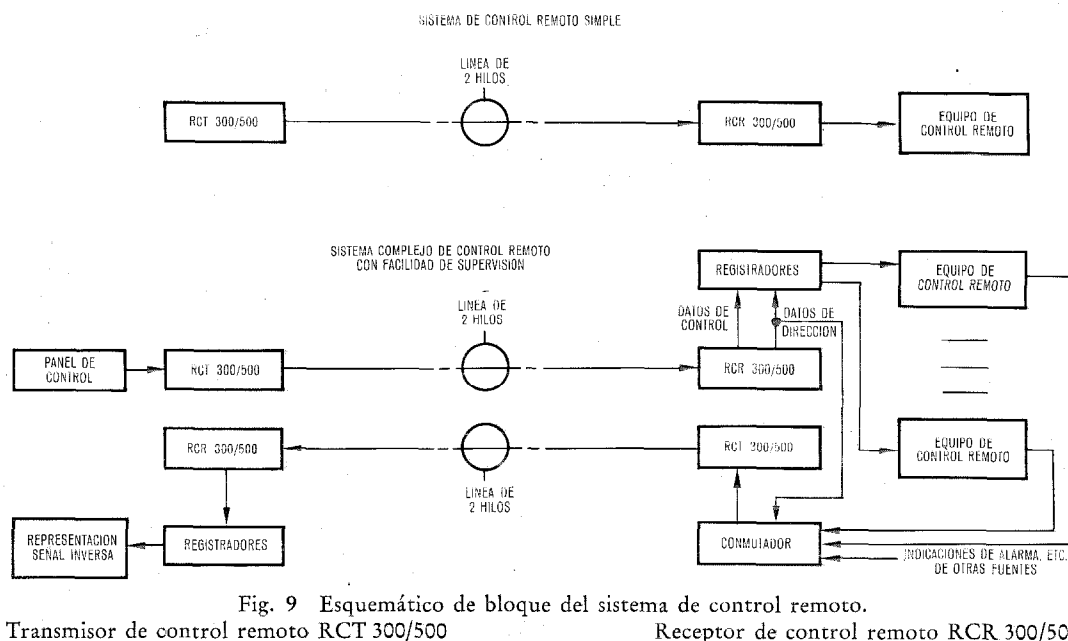 SISTEMA DE CONTROL REMOTO SIMPLE
LINEA DE
2 HILOS
RCT 300/500
RCR 300/500
EQUIPO DE
CONTROL REMOTO
SISTEMA COMPLEJO DE CONTROL REMOTO
CON FACILIDAD DE SUPERVISION
REGISTRADORES
EQUIPO DE
CONTROL REMOTO
LINEA DE
2 HILOS
DATOS DE
CONTROL
DATOS DE
DIRECCION
PANEL DE
CONTROL
RCT 300/500
RCR 300/500
RCR 300/500
RCT 300/500
EQUIPO DE
CONTROL REMOTO
LINEA DE
2 HILOS
REPRESENTACION
SEÑAL INVERSA
REGISTRADORES
CONMUTADOR
INDICACIONES DE ALARMA, ETC.
DE OTRAS FUENTES
Fig. 9 Esquemático de bloque del sistema de control remoto.
Transmisor de control remoto RCT 300/500
Receptor de control remoto RCR 300/50